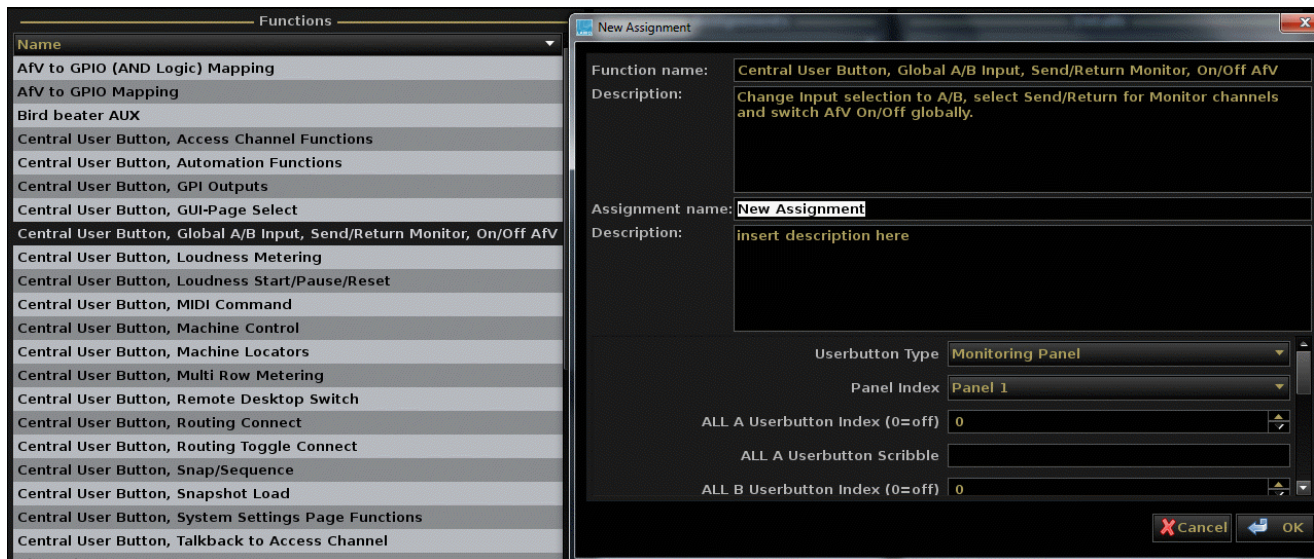 Functions
Name
AfV to GPIO (AND Logic) Mapping
AfV to GPIO Mapping
Bird beater AUX
Central User Button, Access Channel Functions
Central User Button, Automation Functions
Central User Button, GPI Outputs
Central User Button, GUI-Page Select
Central User Button, Global A/B Input, Send/Return Monitor, On/Off AfV
Central User Button, Loudness Metering
Central User Button, Loudness Start/Pause/Reset
Central User Button, MIDI Command
Central User Button, Machine Control
Central User Button, Machine Locators
Central User Button, Multi Row Metering
Central User Button, Remote Desktop Switch
Central User Button, Routing Connect
Central User Button, Routing Toggle Connect
Central User Button, Snap/Sequence
Central User Button, Snapshot Load
Central User Button, System Settings Page Functions
Central User Button, Talkback to Access Channel
New Assignment
Function name: Central User Button, Global A/B Input, Send/Return Monitor, On/Off AfV
Description: Change Input selection to A/B, select Send/Return for Monitor channels
and switch AfV On/Off globally.
Assignment name: New Assignment
Description: insert description here
Userbutton Type Monitoring Panel
Panel Index Panel 1
ALL A Userbutton Index (0=off) 0
ALL A Userbutton Scribble
ALL B Userbutton Index (0=off) 0
Cancel OK